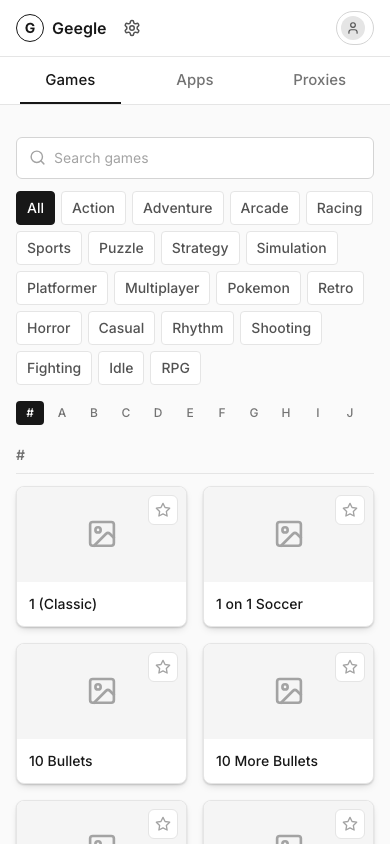 G Geegle
Games Apps Proxies
Search games
All Action Adventure Arcade Racing
Sports Puzzle Strategy Simulation
Platformer Multiplayer Pokemon Retro
Horror Casual Rhythm Shooting
Fighting Idle RPG
# A B C D E F G H I J
#
1 (Classic) 1 on 1 Soccer
10 Bullets 10 More Bullets